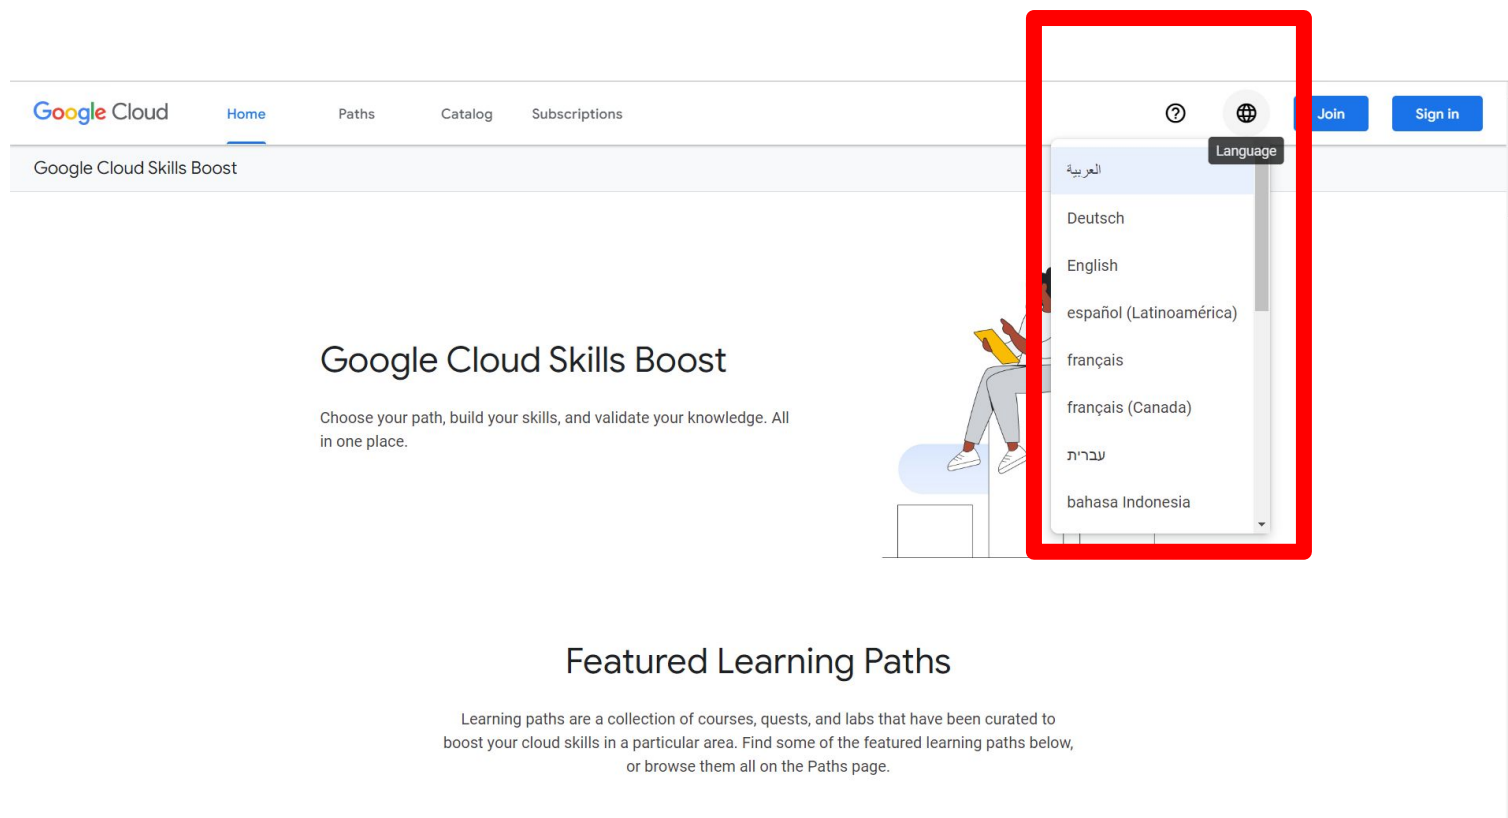 Google Cloud
Home
Paths
Catalog
Subscriptions
Join
Sign in
Language
Google Cloud Skills Boost
العربية
Deutsch
English
español (Latinoamérica)
français
français (Canada)
עברית
bahasa Indonesia
Google Cloud Skills Boost
Choose your path, build your skills, and validate your knowledge. All
in one place.
Featured Learning Paths
Learning paths are a collection of courses, quests, and labs that have been curated to
boost your cloud skills in a particular area. Find some of the featured learning paths below,
or browse them all on the Paths page.